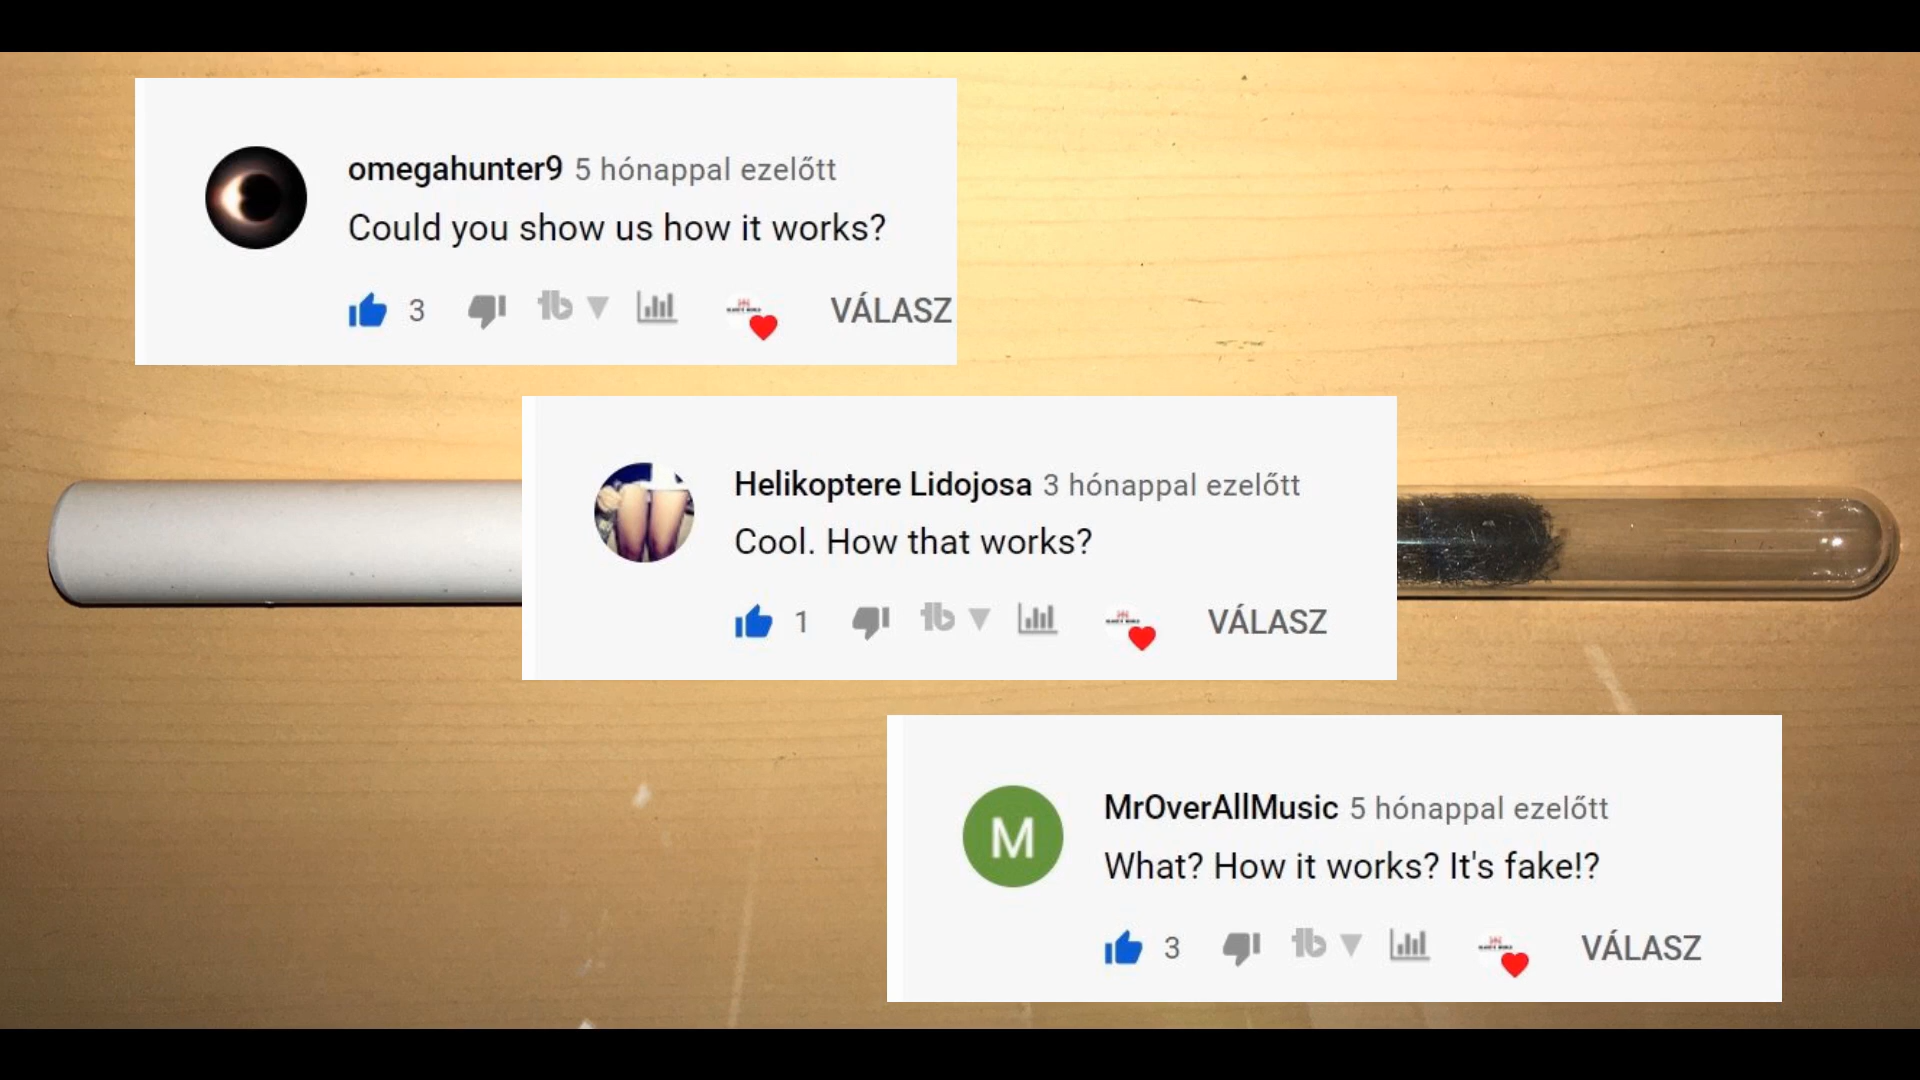 omegahunter9 5 hónappal ezelőtt
Could you show us how it works?
3 VÁLASZ
Helikoptere Lidojosa 3 hónappal ezelőtt
Cool. How that works?
1 VÁLASZ
M
MrOverAllMusic 5 hónappal ezelőtt
What? How it works? It's fake!?
3 VÁLASZ